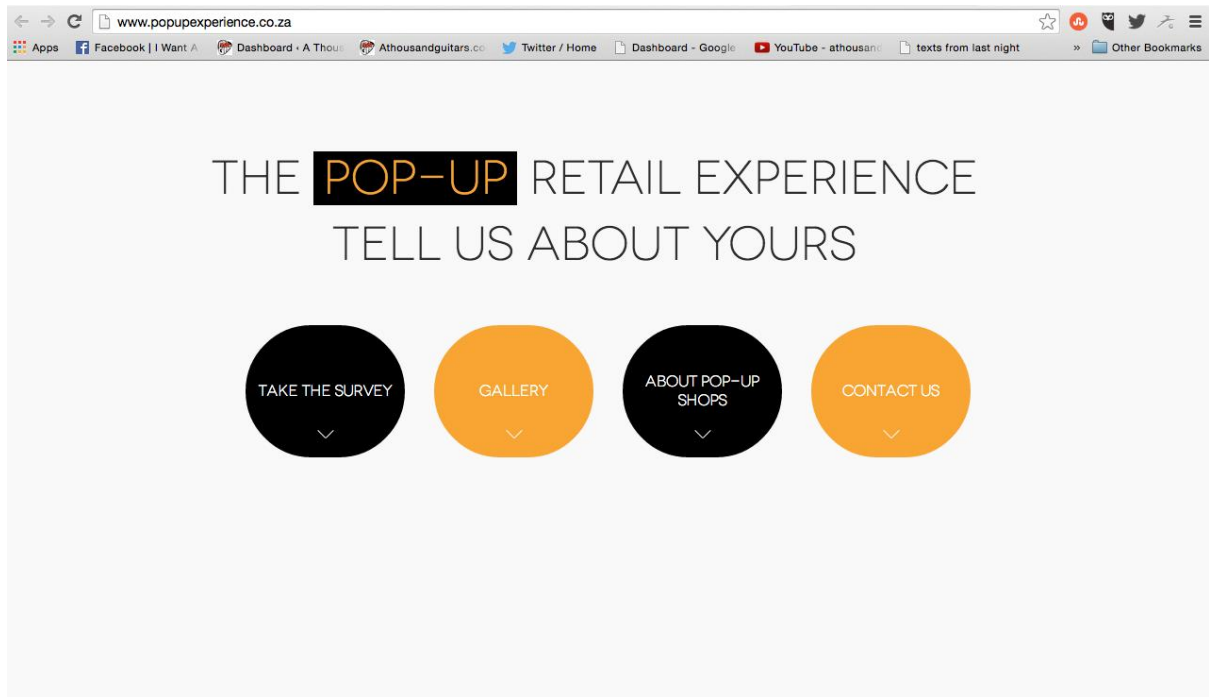 www.popupexperience.co.za
Apps Facebook | I Want A Dashboard ‹ A Thous Athousandguitars.co Twitter / Home Dashboard - Google YouTube - athousand texts from last night » Other Bookmarks
THE POP-UP RETAIL EXPERIENCE
TELL US ABOUT YOURS
TAKE THE SURVEY
GALLERY
ABOUT POP-UP
SHOPS
CONTACT US